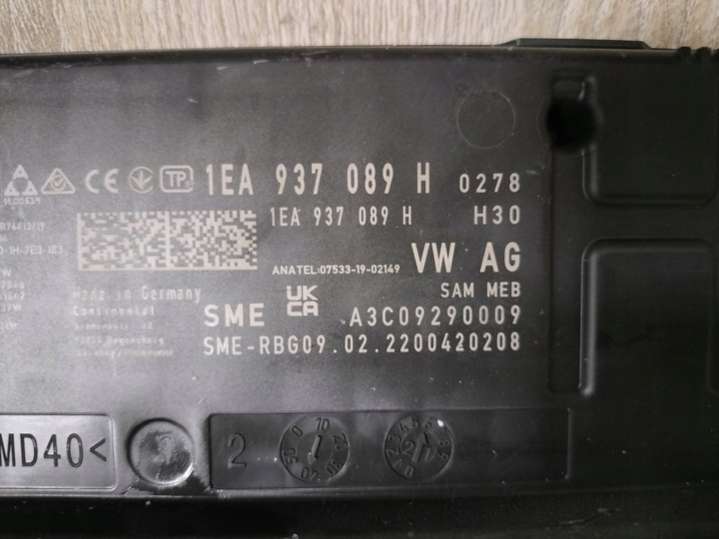 CE TP 1EA 937 089 H 0278
1EA 937 089 H H30
ANATEL:07533-19-02149 VW AG
Made in Germany UK CA SAM MEB
Continental SME A3C09290009
SME-RBG09.02.2200420208
MD40< 2